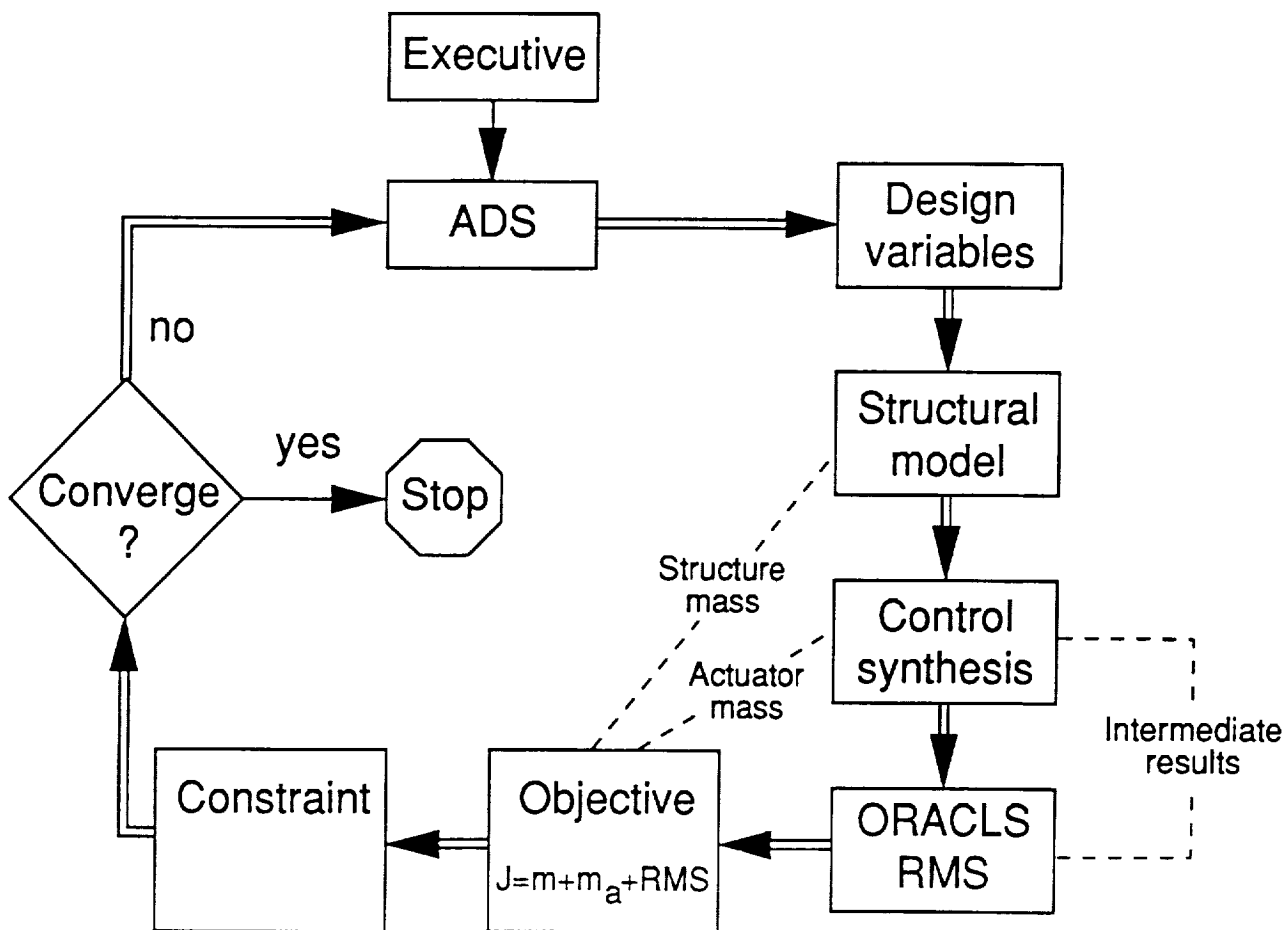 Executive
ADS
Design
variables
no
Structural
model
yes
Converge
?
Stop
Structure
mass
Control
synthesis
Actuator
mass
Intermediate
results
Constraint
Objective
J=m+mₐ+RMS
ORACLS
RMS